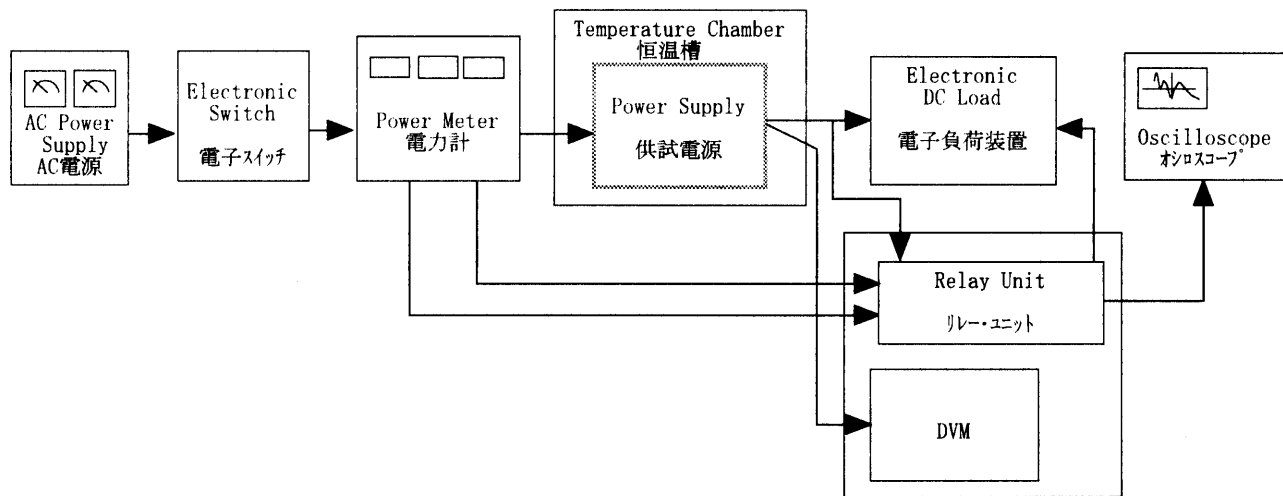 AC Power
Supply
AC電源
Electronic
Switch
電子スイッチ
Power Meter
電力計
Temperature Chamber
恒温槽
Power Supply
供試電源
Electronic
DC Load
電子負荷装置
Oscilloscope
オシロスコープ
Relay Unit
リレー・ユニット
DVM